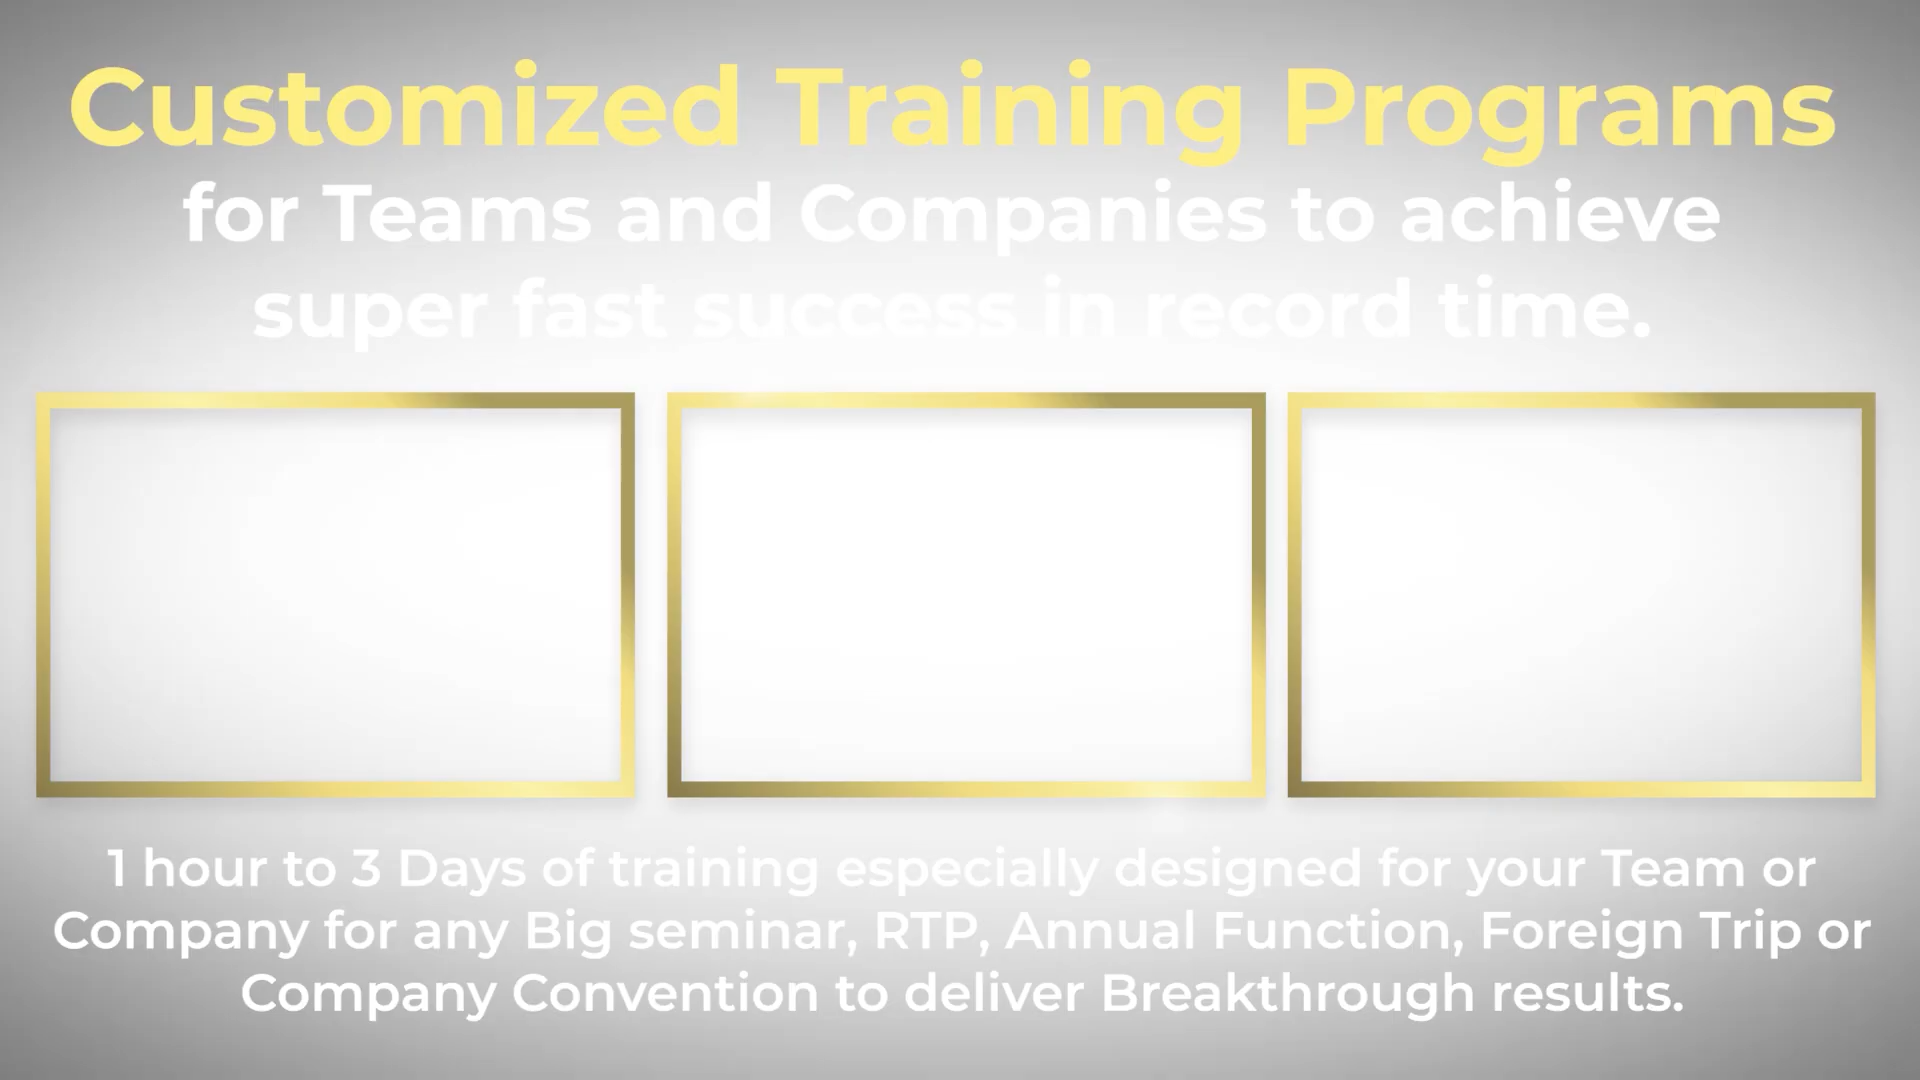 Customized Training Programs
for Teams and Companies to achieve
super fast success in record time.
1 hour to 3 Days of training especially designed for your Team or
Company for any Big seminar, RTP, Annual Function, Foreign Trip or
Company Convention to deliver Breakthrough results.